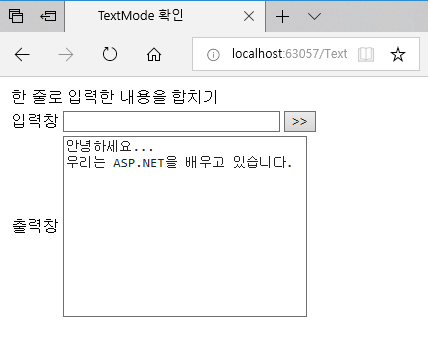 TextMode 확인
localhost:63057/Text
한 줄로 입력한 내용을 합치기
입력창 >>
안녕하세요...
우리는 ASP.NET을 배우고 있습니다.
출력창